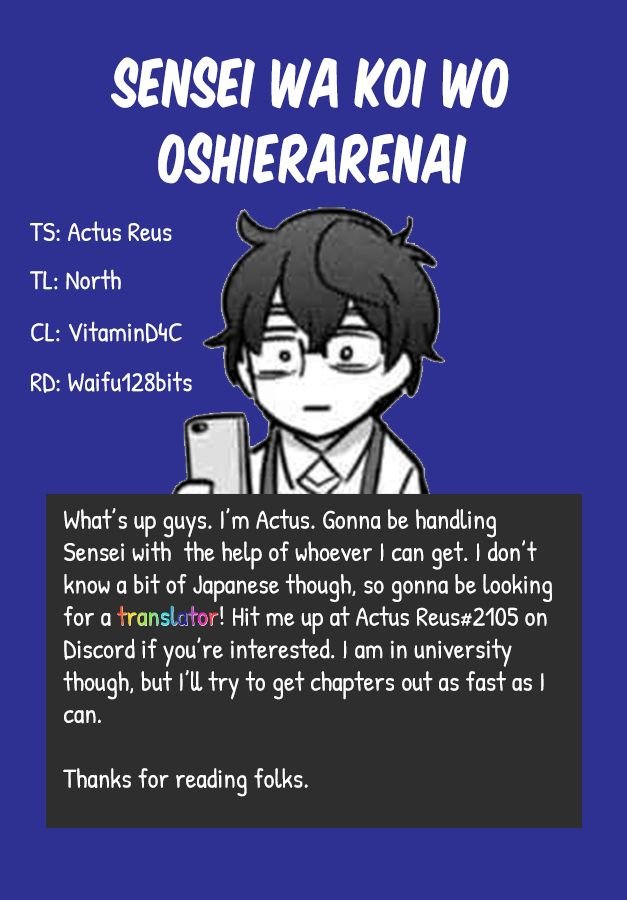 SENSEI WA KOI WO
OSHIERARENAI
TS: Actus Reus
TL: North
CL: VitaminD4C
RD: Waifu128bits
What's up guys. I'm Actus. Gonna be handling
Sensei with  the help of whoever I can get. I don't
know a bit of Japanese though, so gonna be looking
for a translator! Hit me up at Actus Reus#2105 on
Discord if you're interested. I am in university
though, but I'll try to get chapters out as fast as I
can.
Thanks for reading folks.